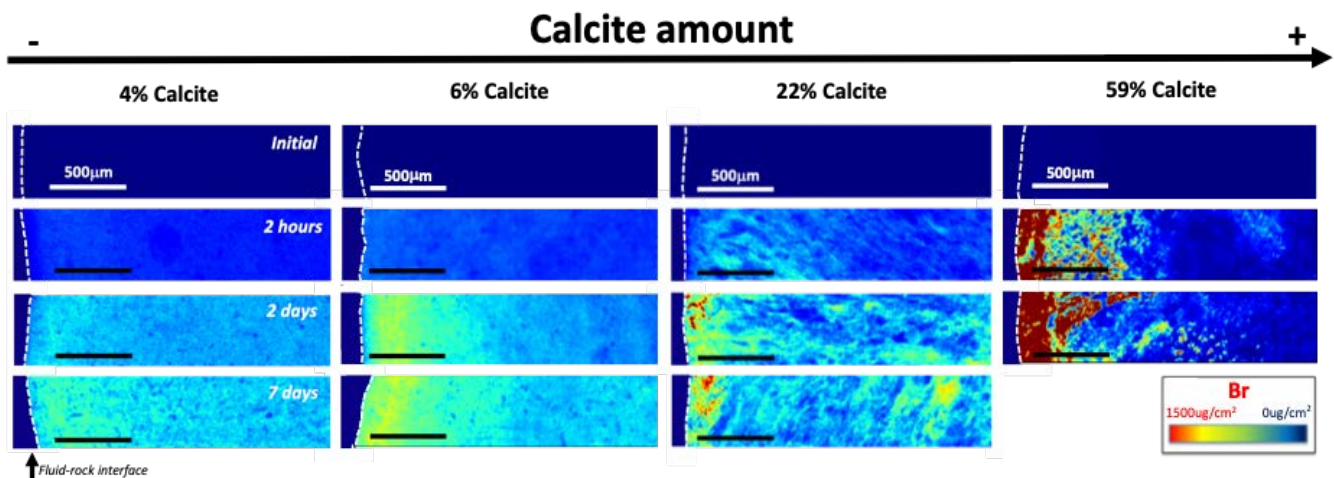 Calcite amount
- +
4% Calcite 6% Calcite 22% Calcite 59% Calcite
Initial
500μm 500μm 500μm 500μm
2 hours
2 days
7 days
Br
1500ug/cm² 0ug/cm²
Fluid-rock interface